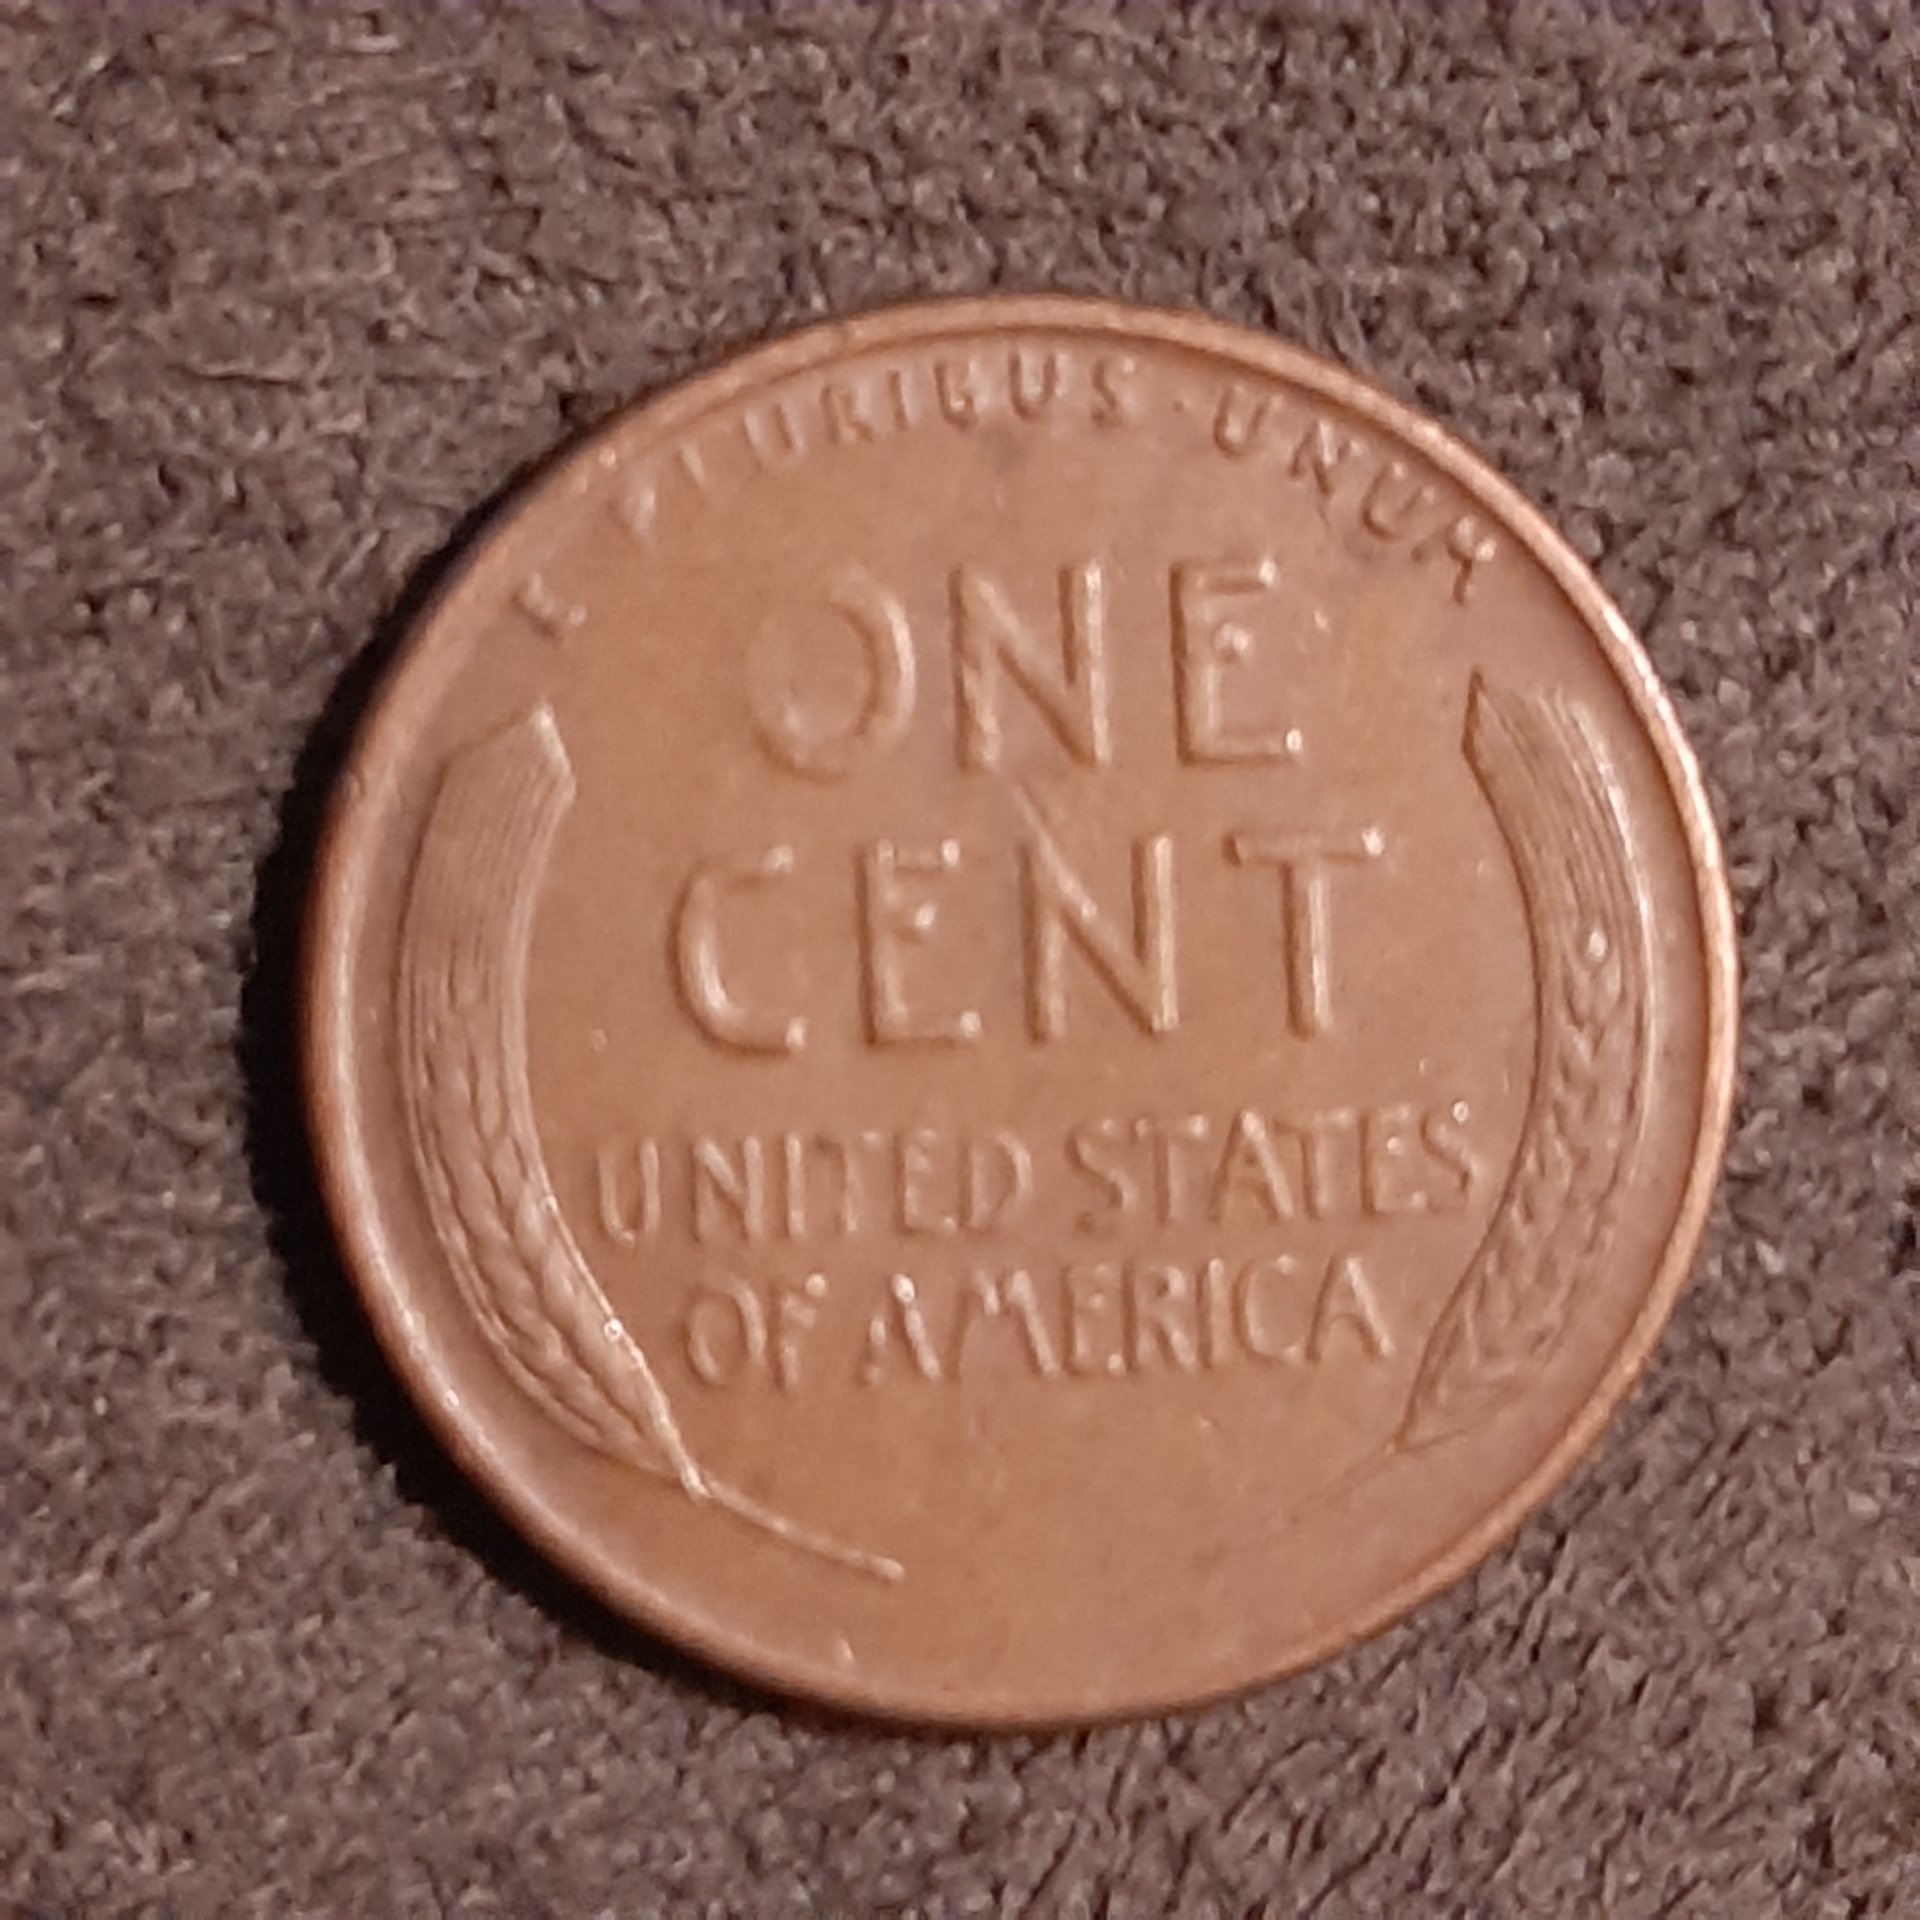 E · PLURIBUS · UNUM
ONE
CENT
UNITED STATES
OF AMERICA